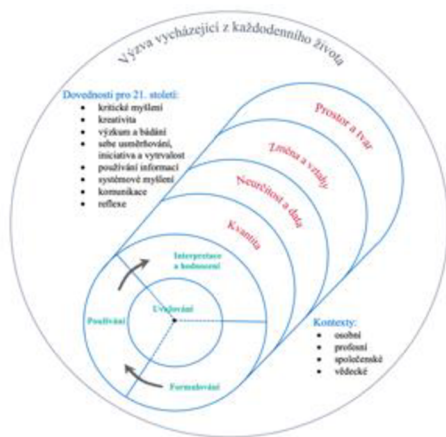 Výzva vycházející z každodenního života
Dovednosti pro 21. století:
kritické myšlení
kreativita
výzkum a bádání
sebe usměrňování,
iniciativa a vytrvalost
používání informací
systémové myšlení
komunikace
reflexe
Prostor a tvar
Změna a vztahy
Neurčitost a data
Kvantita
Interpretace
a hodnocení
Uvažování
Používání
Formulování
Kontexty:
osobní
profesní
společenské
vědecké